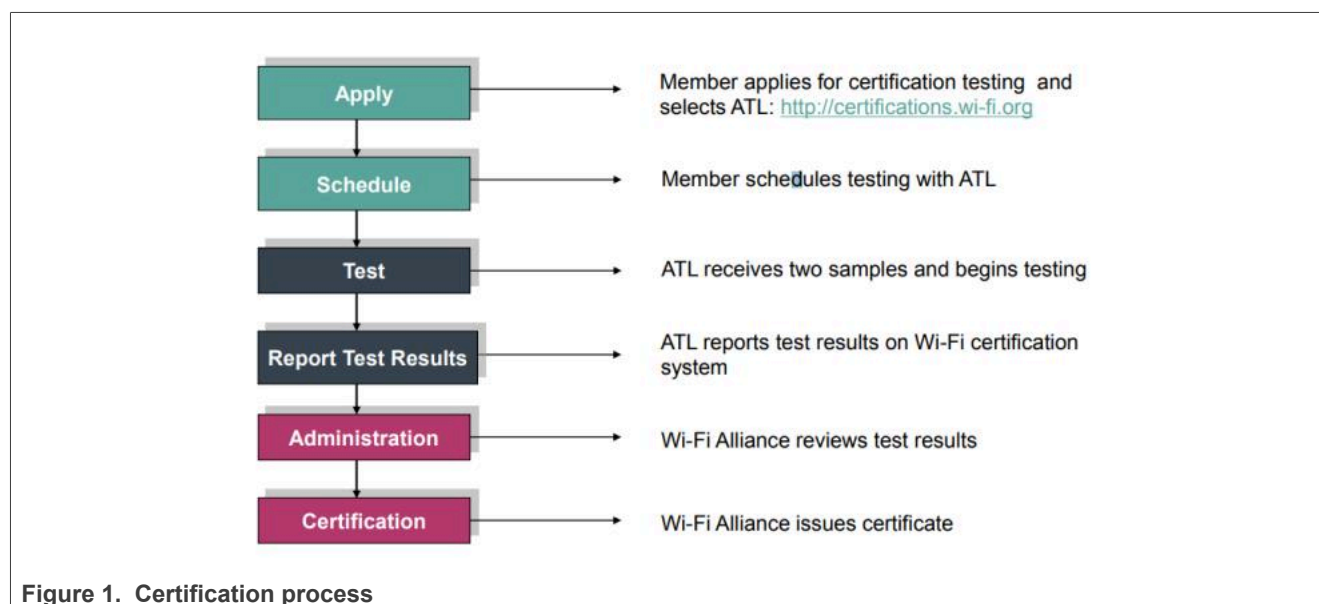 Apply
Member applies for certification testing and
selects ATL: http://certifications.wi-fi.org
Schedule
Member schedules testing with ATL
Test
ATL receives two samples and begins testing
Report Test Results
ATL reports test results on Wi-Fi certification
system
Administration
Wi-Fi Alliance reviews test results
Certification
Wi-Fi Alliance issues certificate
Figure 1. Certification process